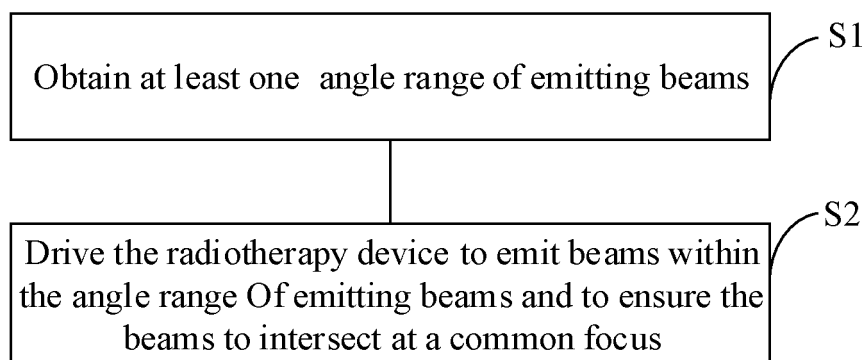 S1
Obtain at least one angle range of emitting beams
S2
Drive the radiotherapy device to emit beams within
the angle range Of emitting beams and to ensure the
beams to intersect at a common focus